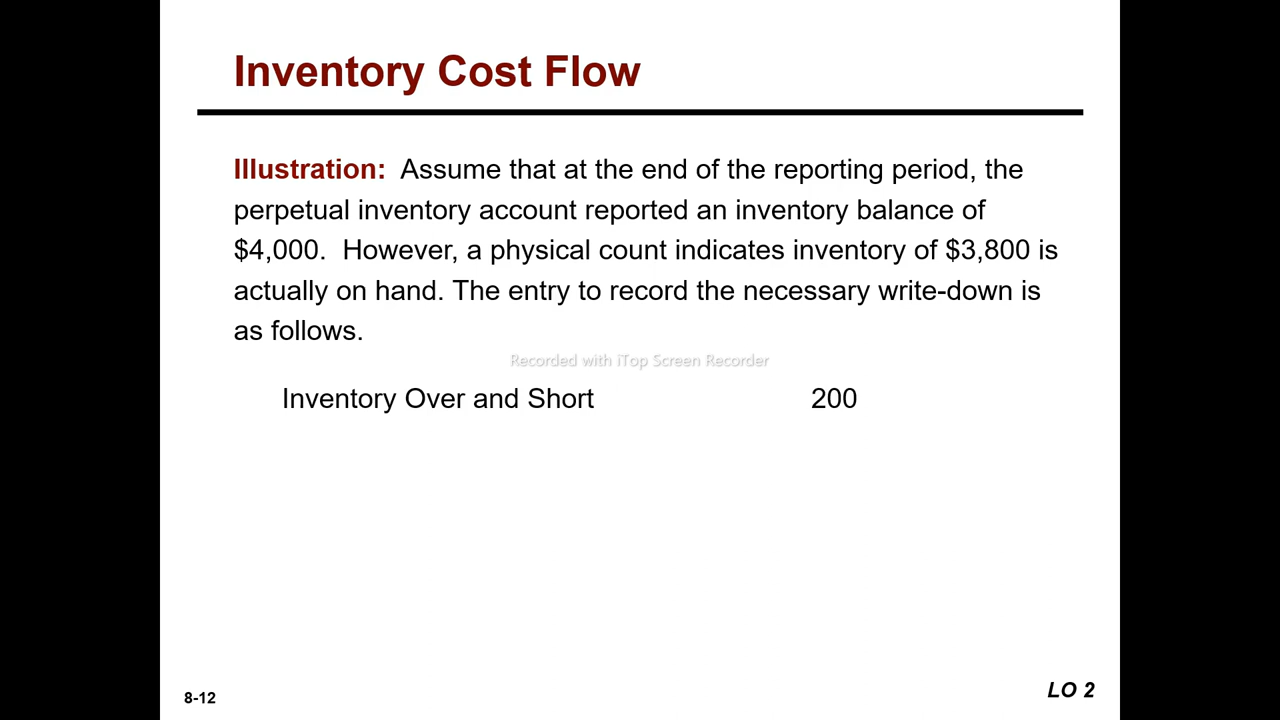 Inventory Cost Flow
Illustration: Assume that at the end of the reporting period, the
perpetual inventory account reported an inventory balance of
$4,000. However, a physical count indicates inventory of $3,800 is
actually on hand. The entry to record the necessary write-down is
as follows.
Recorded with iTop Screen Recorder
Inventory Over and Short 200
8-12
LO 2